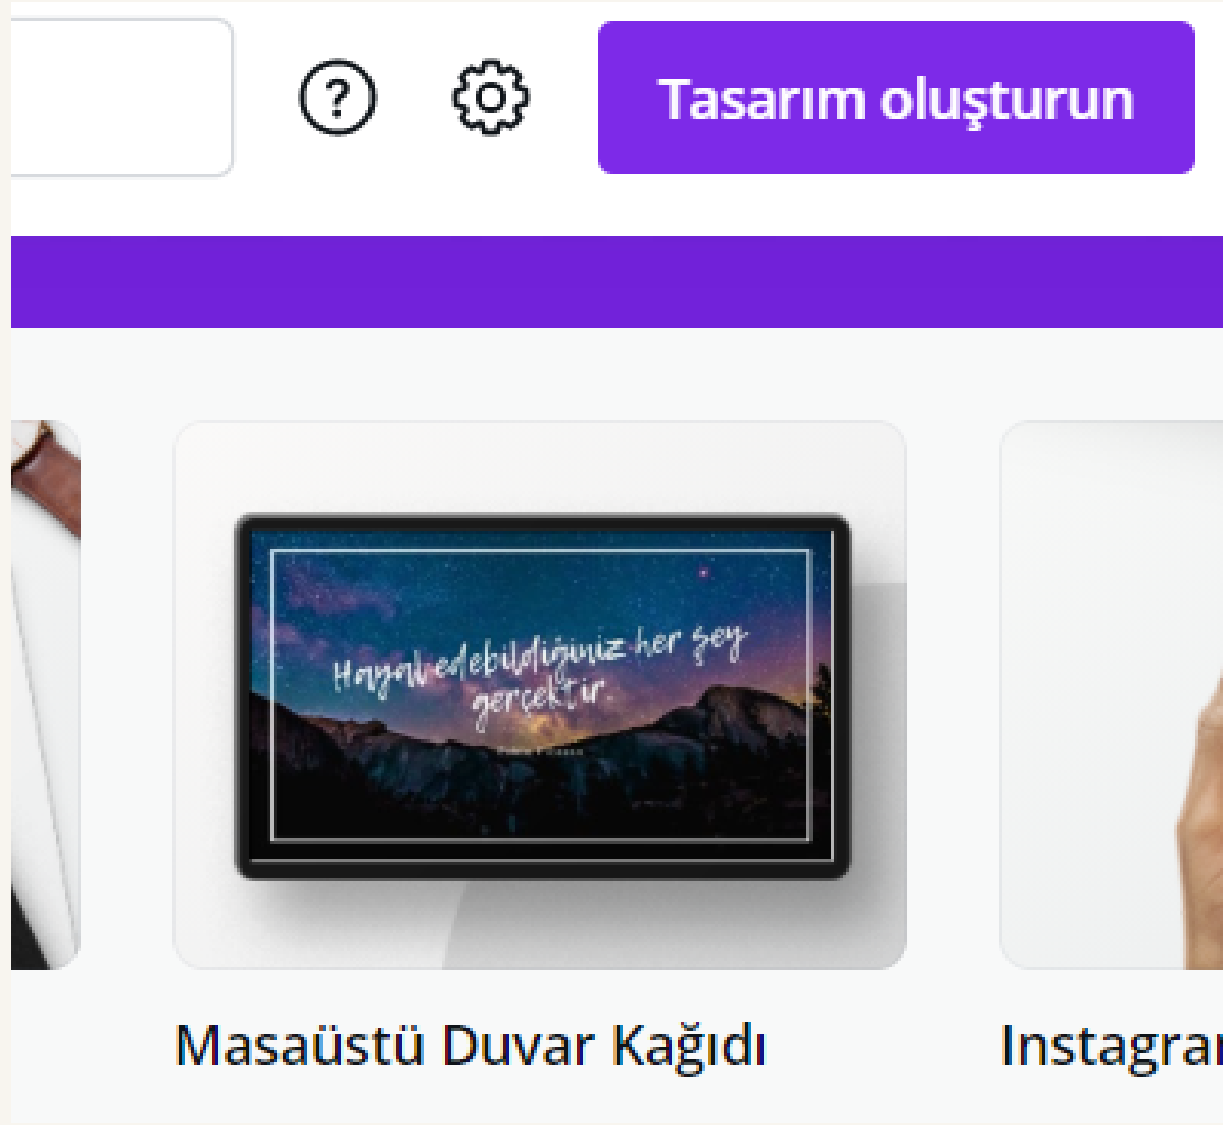 ?
Tasarım oluşturun
Hayal edebildiğiniz her şey
gerçektir.
Masaüstü Duvar Kağıdı
Instagra